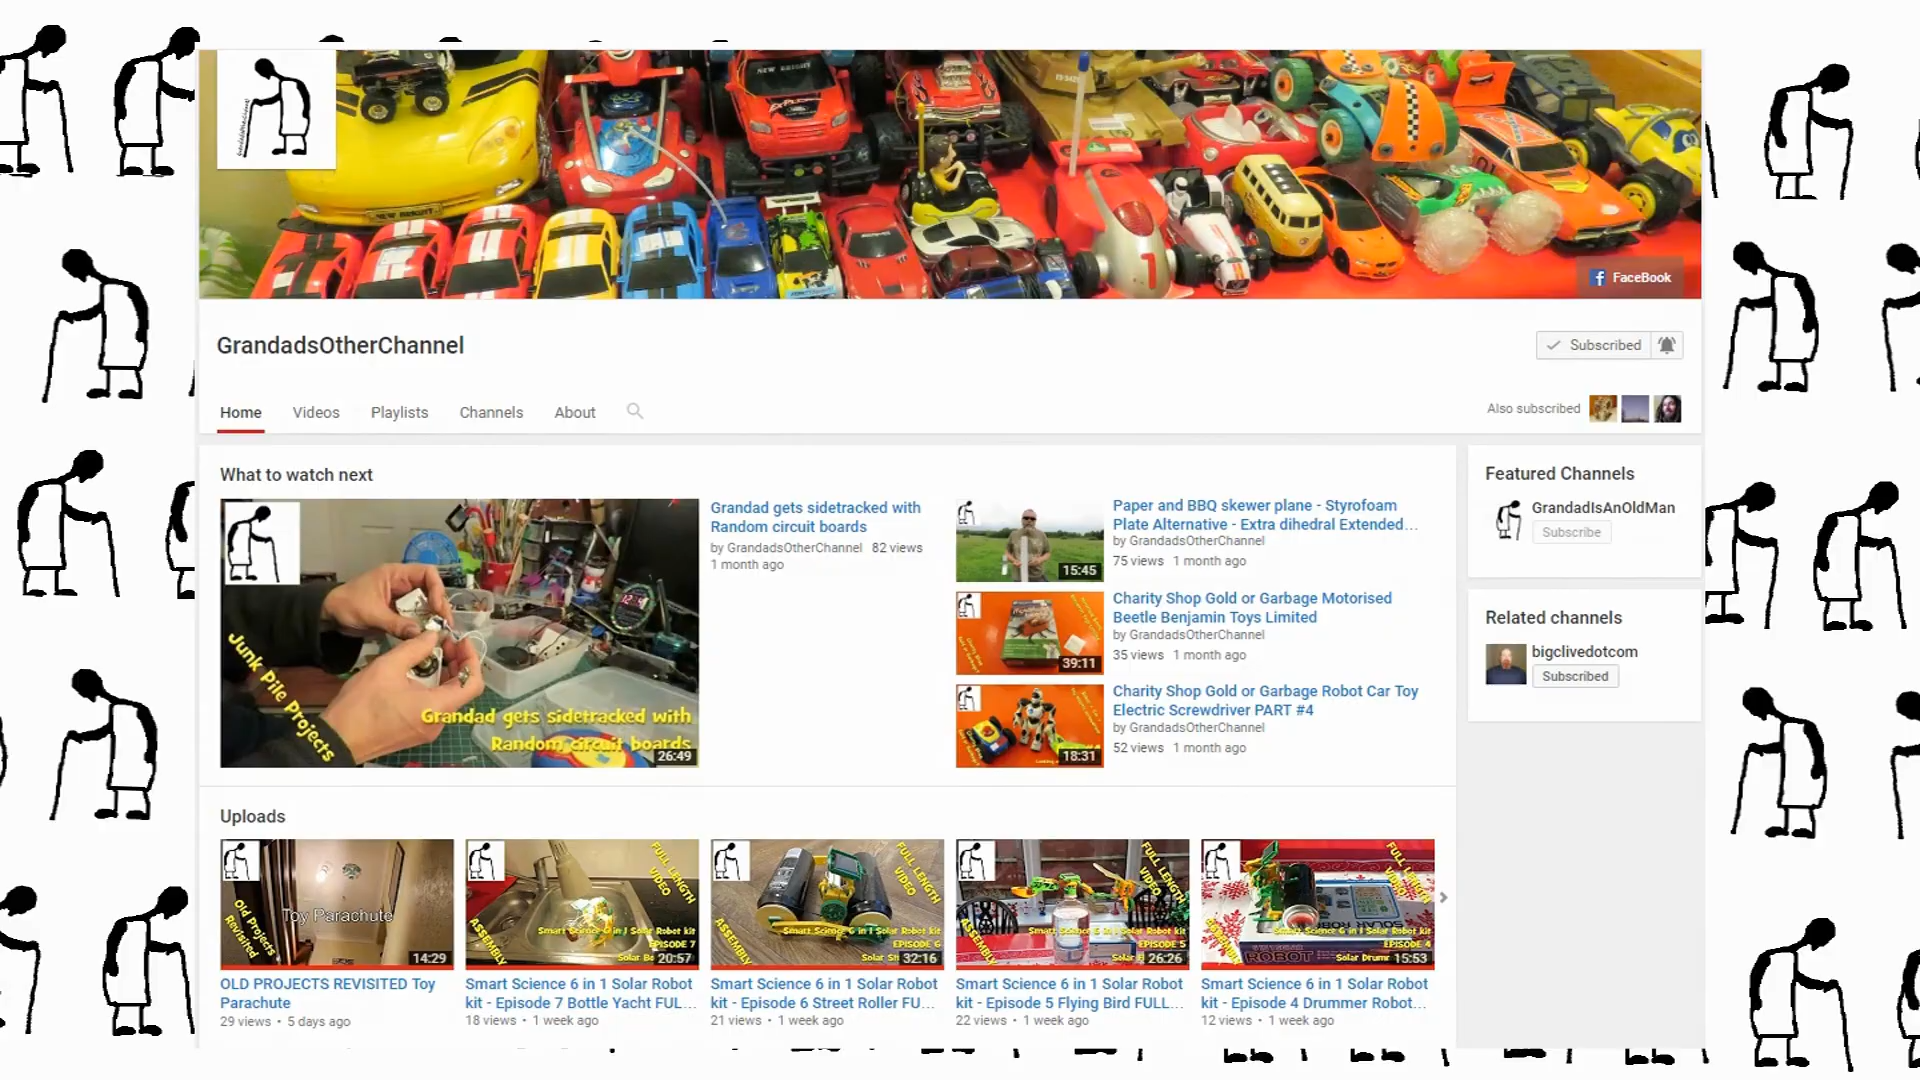 NEW BRIGHT
NEW BRIGHT
1
FaceBook
GrandadsOtherChannel
Subscribed
Home Videos Playlists Channels About
Also subscribed
What to watch next
Junk Pile Projects
Grandad gets sidetracked with
Random circuit boards
26:49
Grandad gets sidetracked with
Random circuit boards
by GrandadsOtherChannel 82 views
1 month ago
15:45
Paper and BBQ skewer plane - Styrofoam
Plate Alternative - Extra dihedral Extended...
by GrandadsOtherChannel
75 views 1 month ago
39:11
Charity Shop Gold or Garbage Motorised
Beetle Benjamin Toys Limited
by GrandadsOtherChannel
35 views 1 month ago
18:31
Charity Shop Gold or Garbage Robot Car Toy
Electric Screwdriver PART #4
by GrandadsOtherChannel
52 views 1 month ago
Featured Channels
GrandadIsAnOldMan
Subscribe
Related channels
bigclivedotcom
Subscribed
Uploads
Old Projects
Revisited
Toy Parachute
14:29
OLD PROJECTS REVISITED Toy
Parachute
29 views • 5 days ago
FULL LENGTH
VIDEO
ASSEMBLY
Smart Science 6 in 1 Solar Robot kit
EPISODE 7
20:57
Smart Science 6 in 1 Solar Robot
kit - Episode 7 Bottle Yacht FUL...
18 views • 1 week ago
FULL LENGTH
VIDEO
ASSEMBLY
Smart Science 6 in 1 Solar Robot kit
EPISODE 6
32:16
Smart Science 6 in 1 Solar Robot
kit - Episode 6 Street Roller FU...
21 views • 1 week ago
FULL LENGTH
VIDEO
ASSEMBLY
Smart Science 6 in 1 Solar Robot kit
EPISODE 5
26:26
Smart Science 6 in 1 Solar Robot
kit - Episode 5 Flying Bird FULL...
22 views • 1 week ago
FULL LENGTH
VIDEO
ASSEMBLY
Smart Science 6 in 1 Solar Robot kit
EPISODE 4
ROBOT
Solar Drumr 15:53
Smart Science 6 in 1 Solar Robot
kit - Episode 4 Drummer Robot...
12 views • 1 week ago